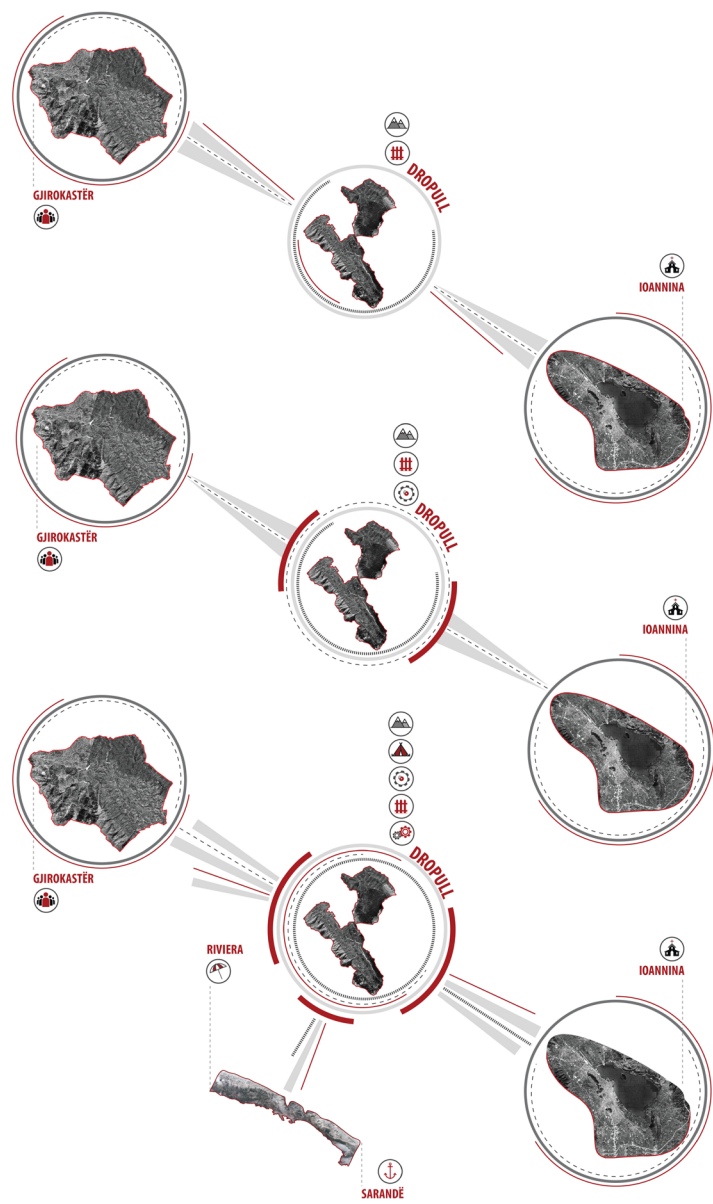 DROPULL
GJIROKASTËR
IOANNINA
DROPULL
GJIROKASTËR
IOANNINA
DROPULL
GJIROKASTËR
RIVIERA
IOANNINA
SARANDË